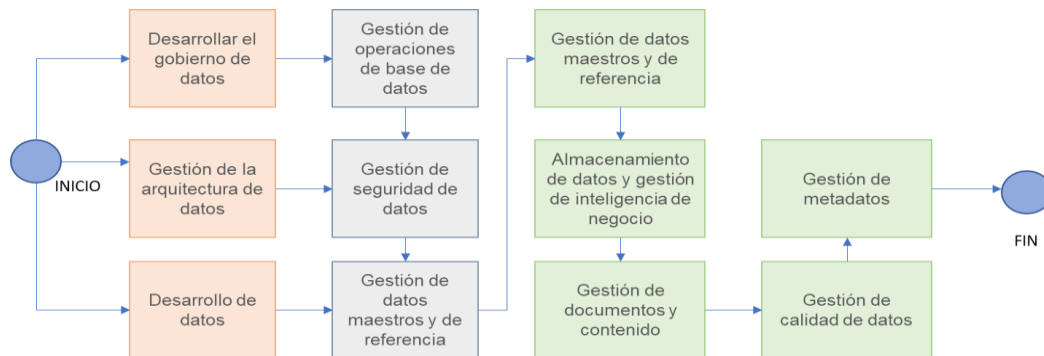 Desarrollar el
gobierno de
datos
Gestión de
operaciones
de base de
datos
Gestión de datos
maestros y de
referencia
INICIO
Gestión de la
arquitectura de
datos
Gestión de
seguridad de
datos
Almacenamiento
de datos y gestión
de inteligencia de
negocio
Gestión de
metadatos
FIN
Desarrollo de
datos
Gestión de
datos
maestros y de
referencia
Gestión de
documentos y
contenido
Gestión de
calidad de datos